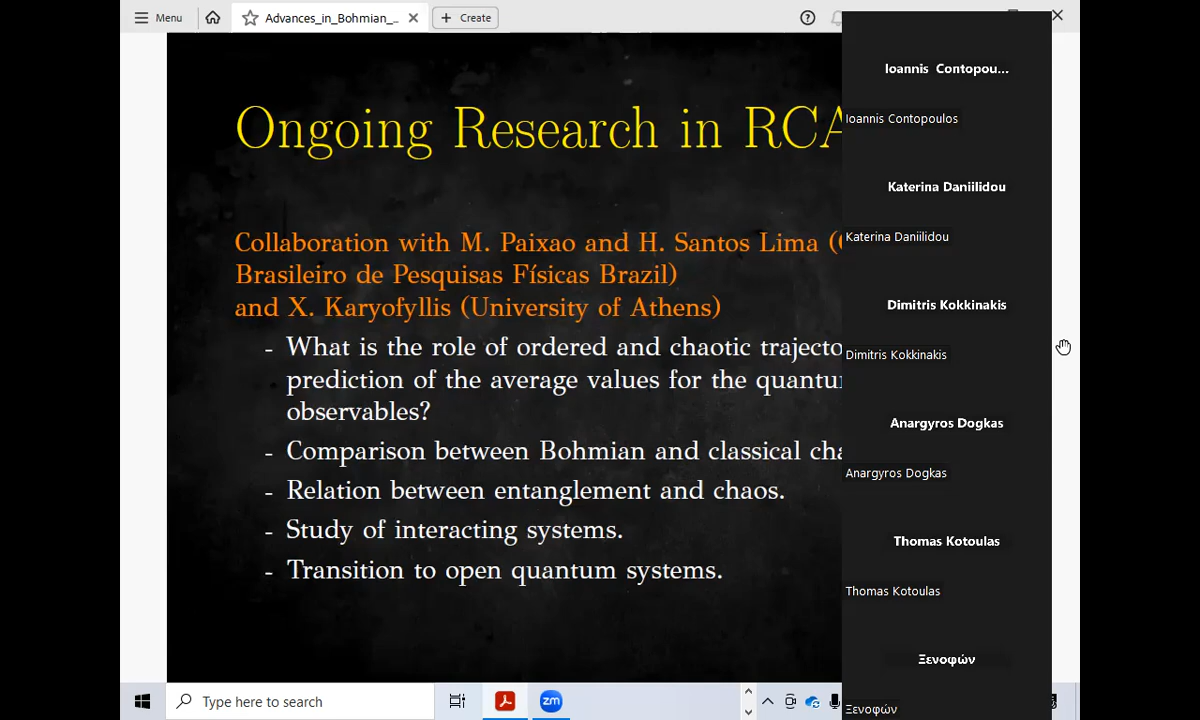 Menu
Advances_in_Bohmian_...
Create
Ongoing Research in RCA
Collaboration with M. Paixao and H. Santos Lima (
Brasileiro de Pesquisas Físicas Brazil)
and X. Karyofyllis (University of Athens)
- What is the role of ordered and chaotic trajecto
prediction of the average values for the quantu
observables?
- Comparison between Bohmian and classical cha
- Relation between entanglement and chaos.
- Study of interacting systems.
- Transition to open quantum systems.
Ioannis Contopou...
Ioannis Contopoulos
Katerina Daniilidou
Katerina Daniilidou
Dimitris Kokkinakis
Dimitris Kokkinakis
Anargyros Dogkas
Anargyros Dogkas
Thomas Kotoulas
Thomas Kotoulas
Ξενοφών
Ξενοφών
Type here to search
zm